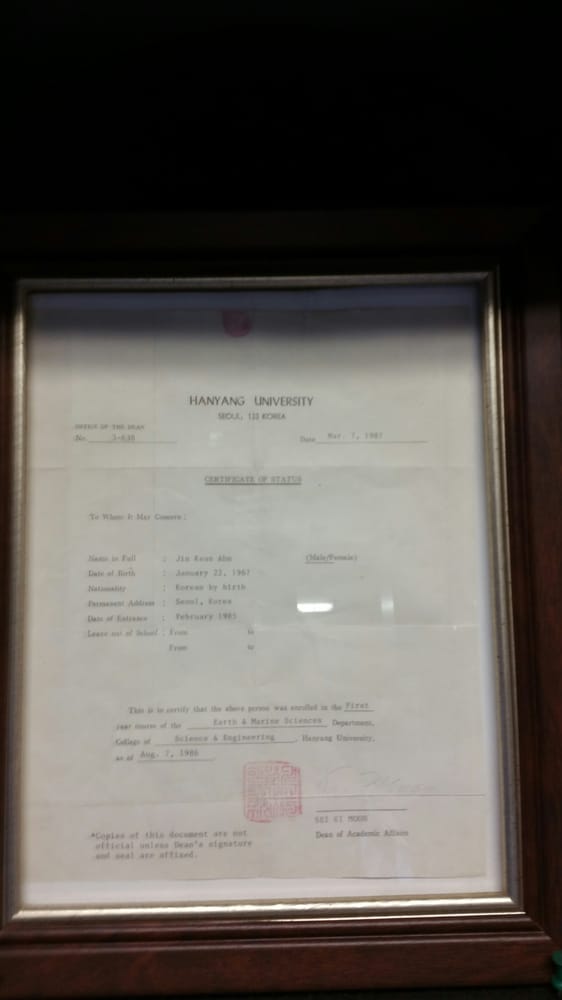 HANYANG UNIVERSITY
SEOUL, 133 KOREA
OFFICE OF THE DEAN
No. 3-638
Date Mar. 7, 1987
CERTIFICATE OF STATUS
To Whom It May Concern:
Name in Full : Jin Keun Ahn (Male/Female)
Date of Birth : January 22, 1967
Nationality : Korean by birth
Permanent Address : Seoul, Korea
Date of Entrance : February 1985
Leave out of School : From to
From to
This is to certify that the above person was enrolled in the First
year course of the Earth & Marine Sciences Department,
College of Science & Engineering, Hanyang University,
as of Aug. 7, 1986
GI MOON
Dean of Academic Affairs
*Copies of this document are not
official unless Dean's signature
and seal are affixed.